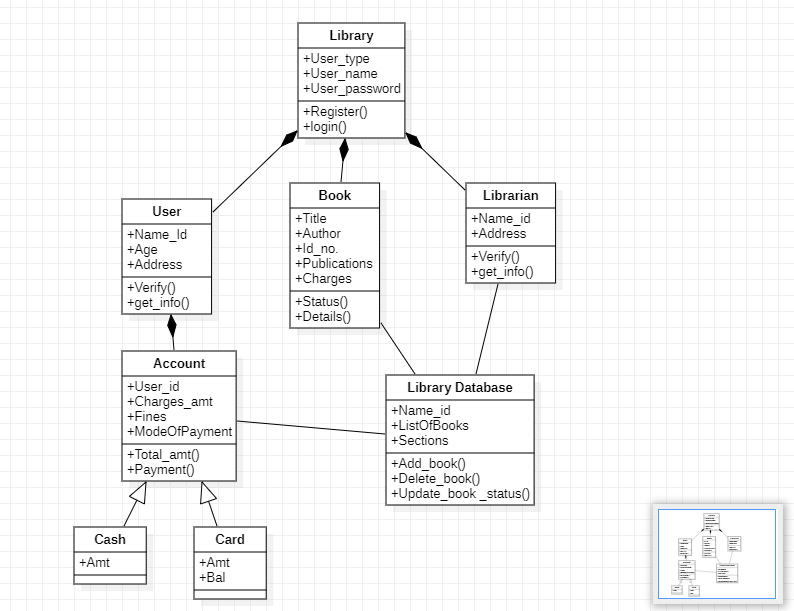 Library
+User_type
+User_name
+User_password
+Register()
+login()
User
+Name_Id
+Age
+Address
+Verify()
+get_info()
Book
+Title
+Author
+Id_no.
+Publications
+Charges
+Status()
+Details()
Librarian
+Name_id
+Address
+Verify()
+get_info()
Account
+User_id
+Charges_amt
+Fines
+ModeOfPayment
+Total_amt()
+Payment()
Library Database
+Name_id
+ListOfBooks
+Sections
+Add_book()
+Delete_book()
+Update_book _status()
Cash
+Amt
Card
+Amt
+Bal